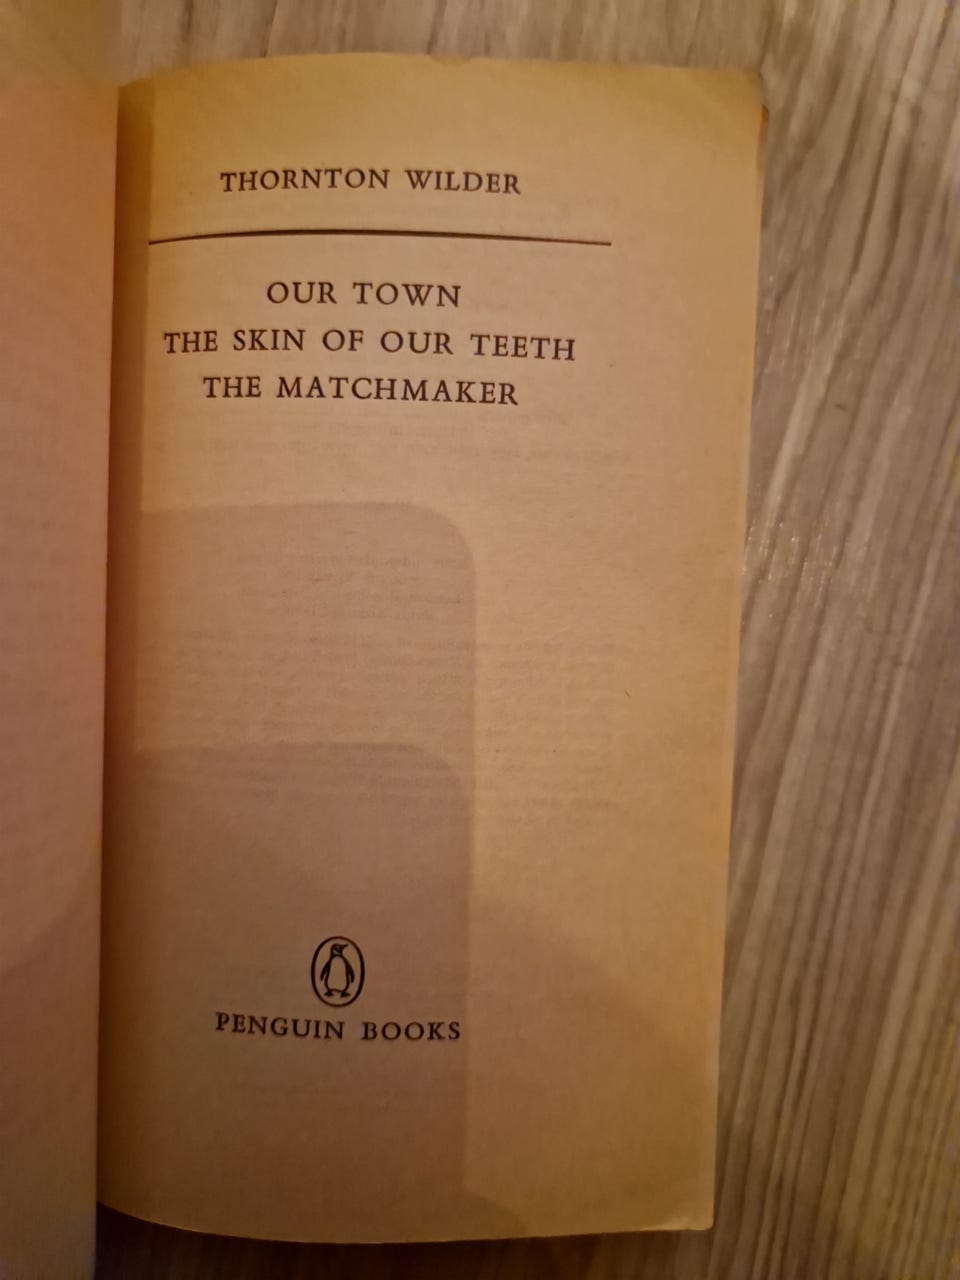 THORNTON WILDER
OUR TOWN
THE SKIN OF OUR TEETH
THE MATCHMAKER
PENGUIN BOOKS